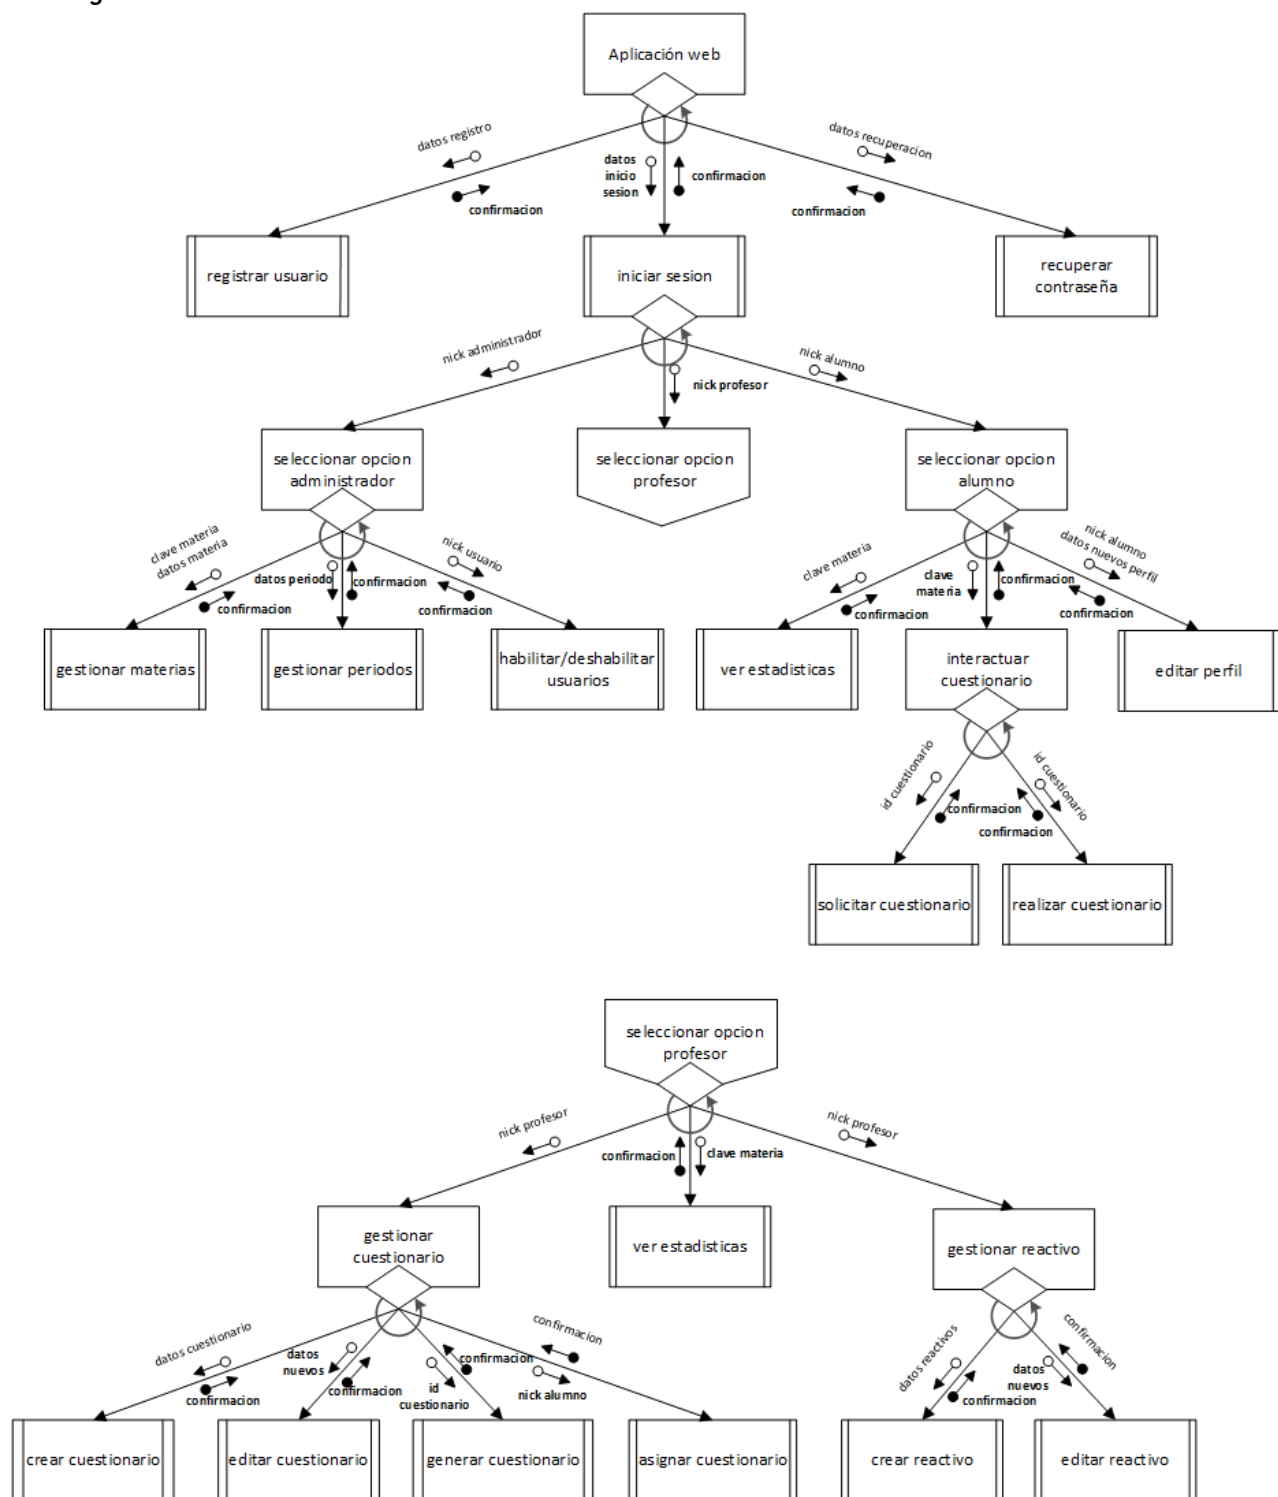 Aplicación web
datos registro
datos
inicio
sesion
confirmacion
datos recuperacion
confirmacion
confirmacion
registrar usuario
iniciar sesion
recuperar
contraseña
nick administrador
nick profesor
nick alumno
seleccionar opcion
administrador
seleccionar opcion
profesor
seleccionar opcion
alumno
clave materia
datos materia
confirmacion
datos periodo
confirmacion
nick usuario
confirmacion
clave materia
confirmacion
clave
materia
confirmacion
nick alumno
datos nuevos perfil
confirmacion
gestionar materias
gestionar periodos
habilitar/deshabilitar
usuarios
ver estadisticas
interactuar
cuestionario
editar perfil
id cuestionario
confirmacion
id cuestionario
confirmacion
solicitar cuestionario
realizar cuestionario
seleccionar opcion
profesor
nick profesor
confirmacion
clave materia
nick profesor
gestionar
cuestionario
ver estadisticas
gestionar reactivo
datos cuestionario
confirmacion
datos
nuevos
confirmacion
id
cuestionario
confirmacion
confirmacion
nick alumno
datos reactivos
confirmacion
datos
nuevos
confirmacion
crear cuestionario
editar cuestionario
generar cuestionario
asignar cuestionario
crear reactivo
editar reactivo